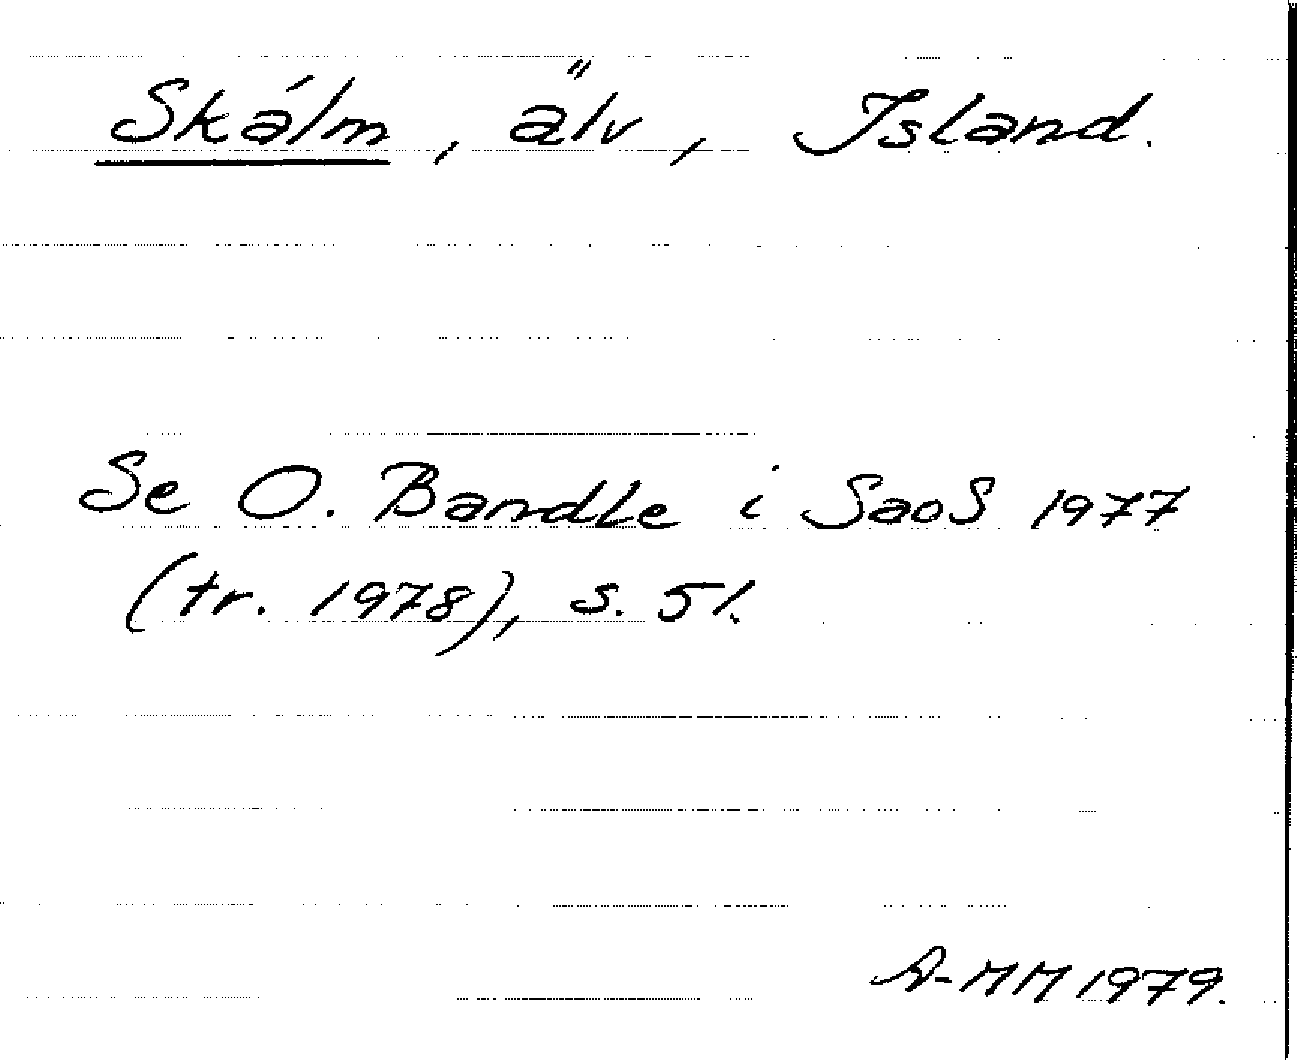 Skálm, älv, Island.
Se O. Bandle i SaoS 1977
(tr. 1978), s. 51.
A-MM 1979.